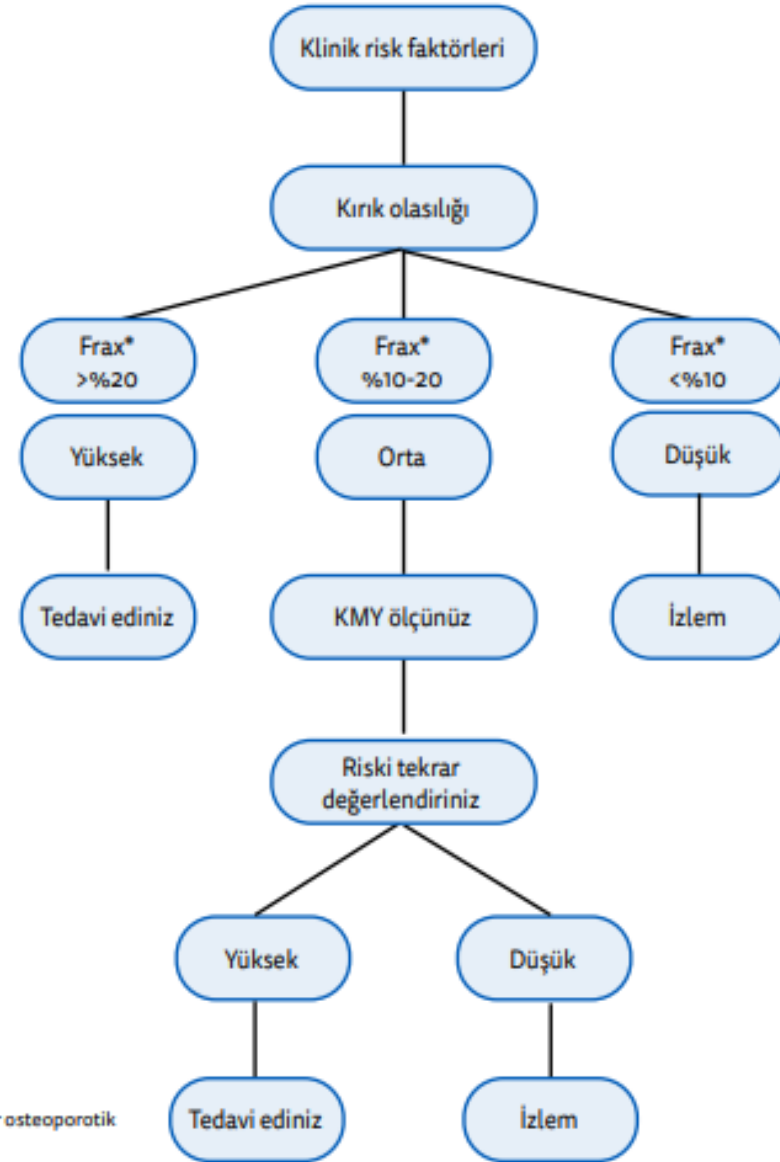 Klinik risk faktörleri
Kırık olasılığı
Frax*
>%20
Frax*
%10-20
Frax*
<%10
Yüksek
Orta
Düşük
Tedavi ediniz
KMY ölçünüz
İzlem
Riski tekrar
değerlendiriniz
Yüksek
Düşük
osteoporotik
Tedavi ediniz
İzlem